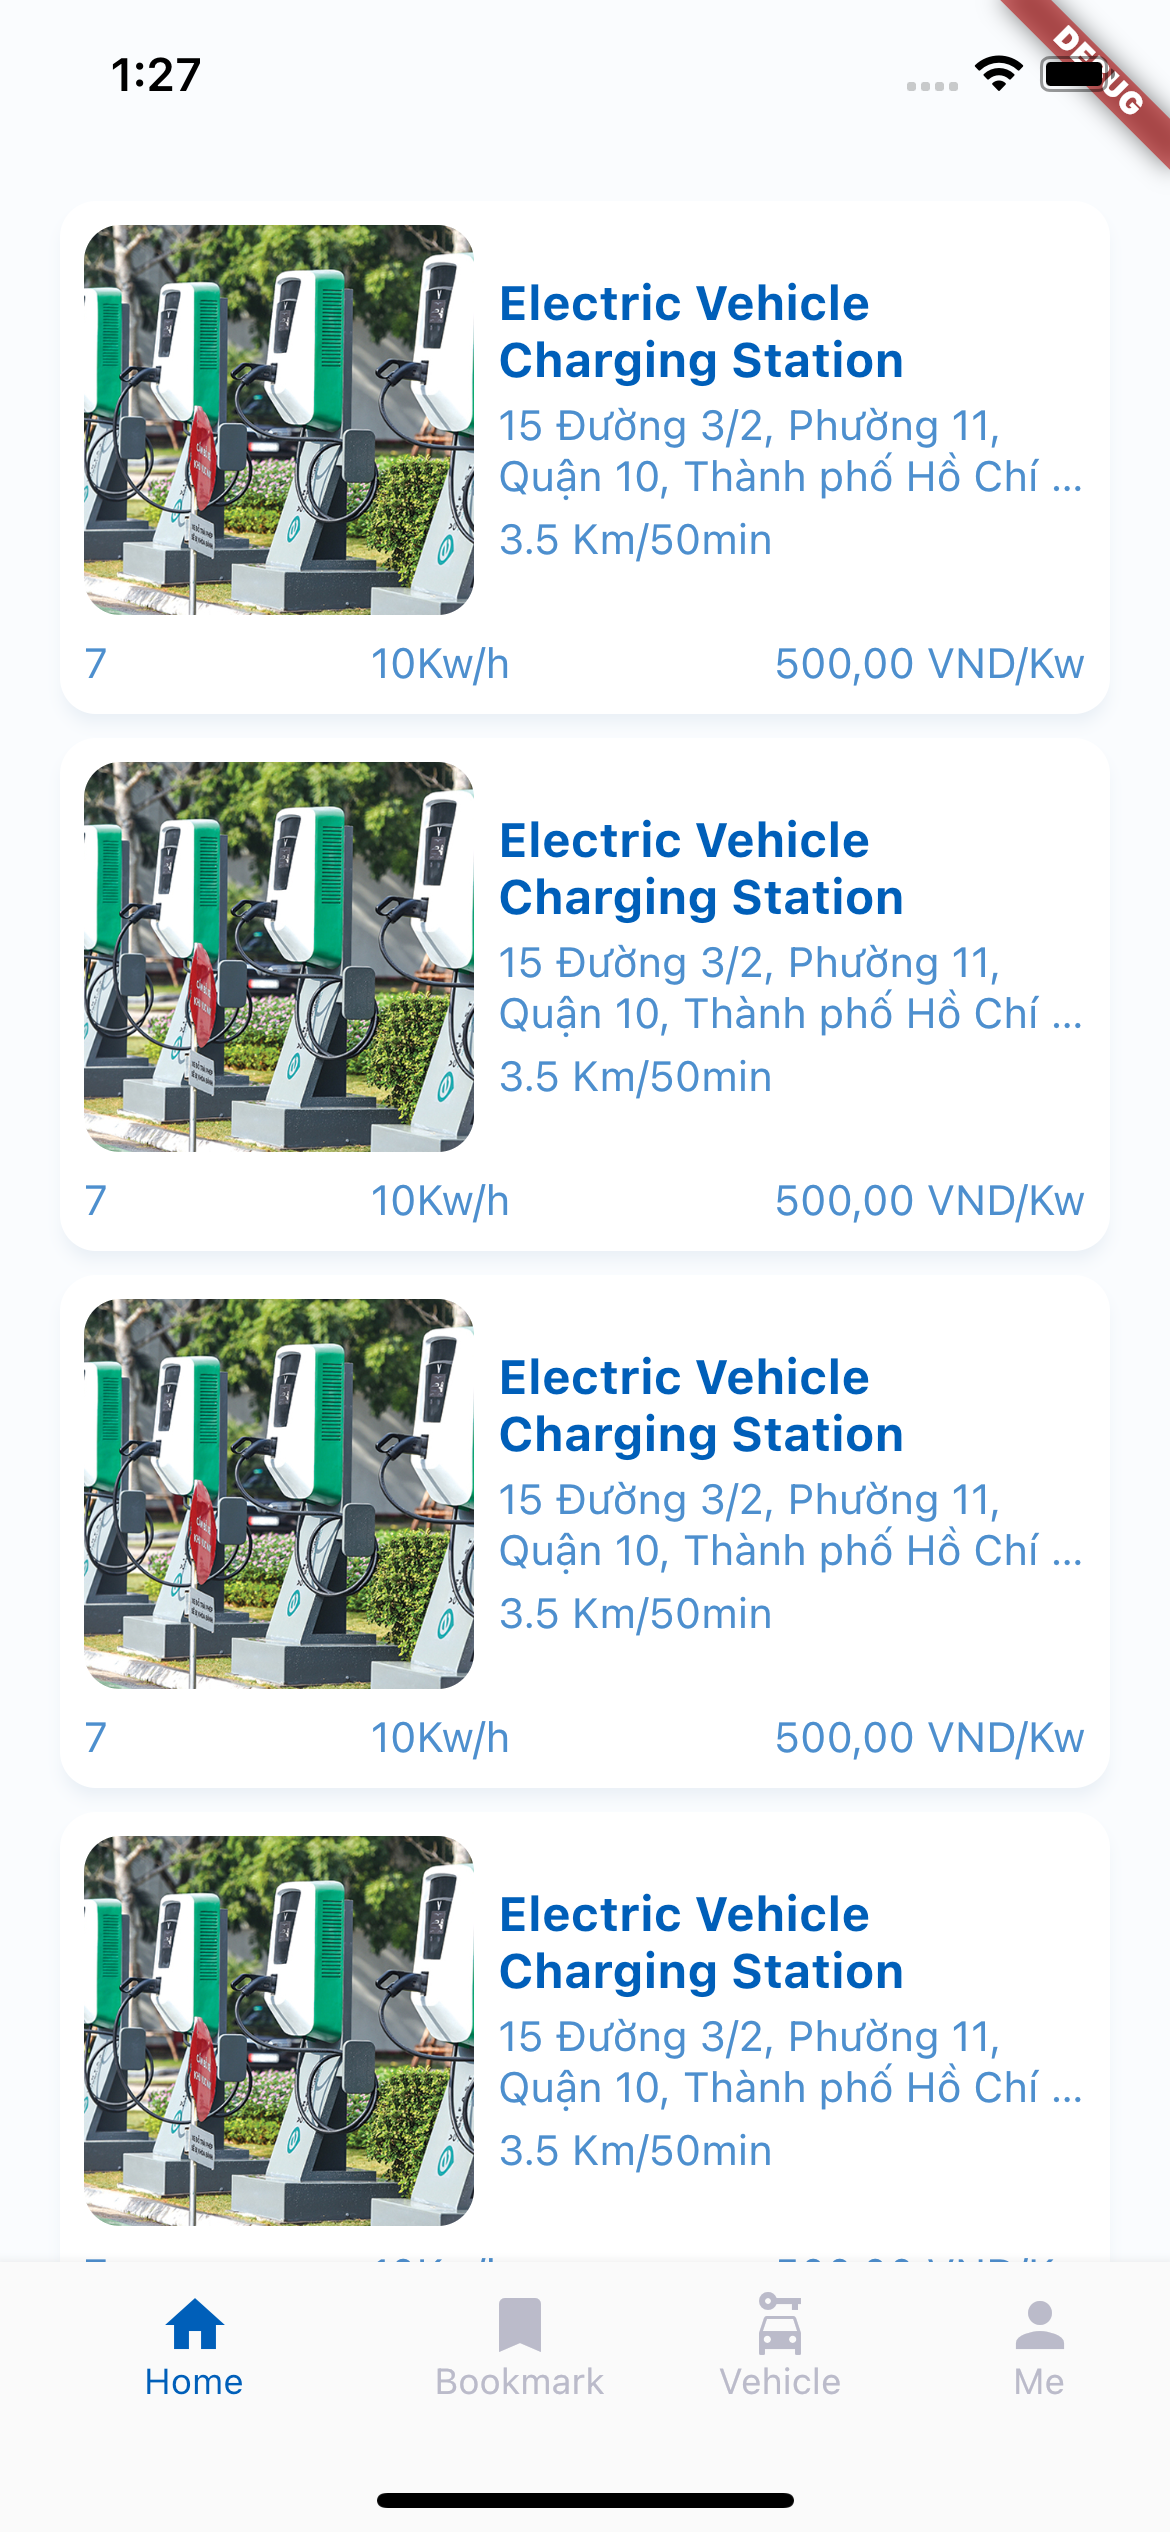 1:27
DEBUG
Electric Vehicle
Charging Station
15 Đường 3/2, Phường 11,
Quận 10, Thành phố Hồ Chí ...
3.5 Km/50min
7 10Kw/h 500,00 VND/Kw
Electric Vehicle
Charging Station
15 Đường 3/2, Phường 11,
Quận 10, Thành phố Hồ Chí ...
3.5 Km/50min
7 10Kw/h 500,00 VND/Kw
Electric Vehicle
Charging Station
15 Đường 3/2, Phường 11,
Quận 10, Thành phố Hồ Chí ...
3.5 Km/50min
7 10Kw/h 500,00 VND/Kw
Electric Vehicle
Charging Station
15 Đường 3/2, Phường 11,
Quận 10, Thành phố Hồ Chí ...
3.5 Km/50min
Home Bookmark Vehicle Me